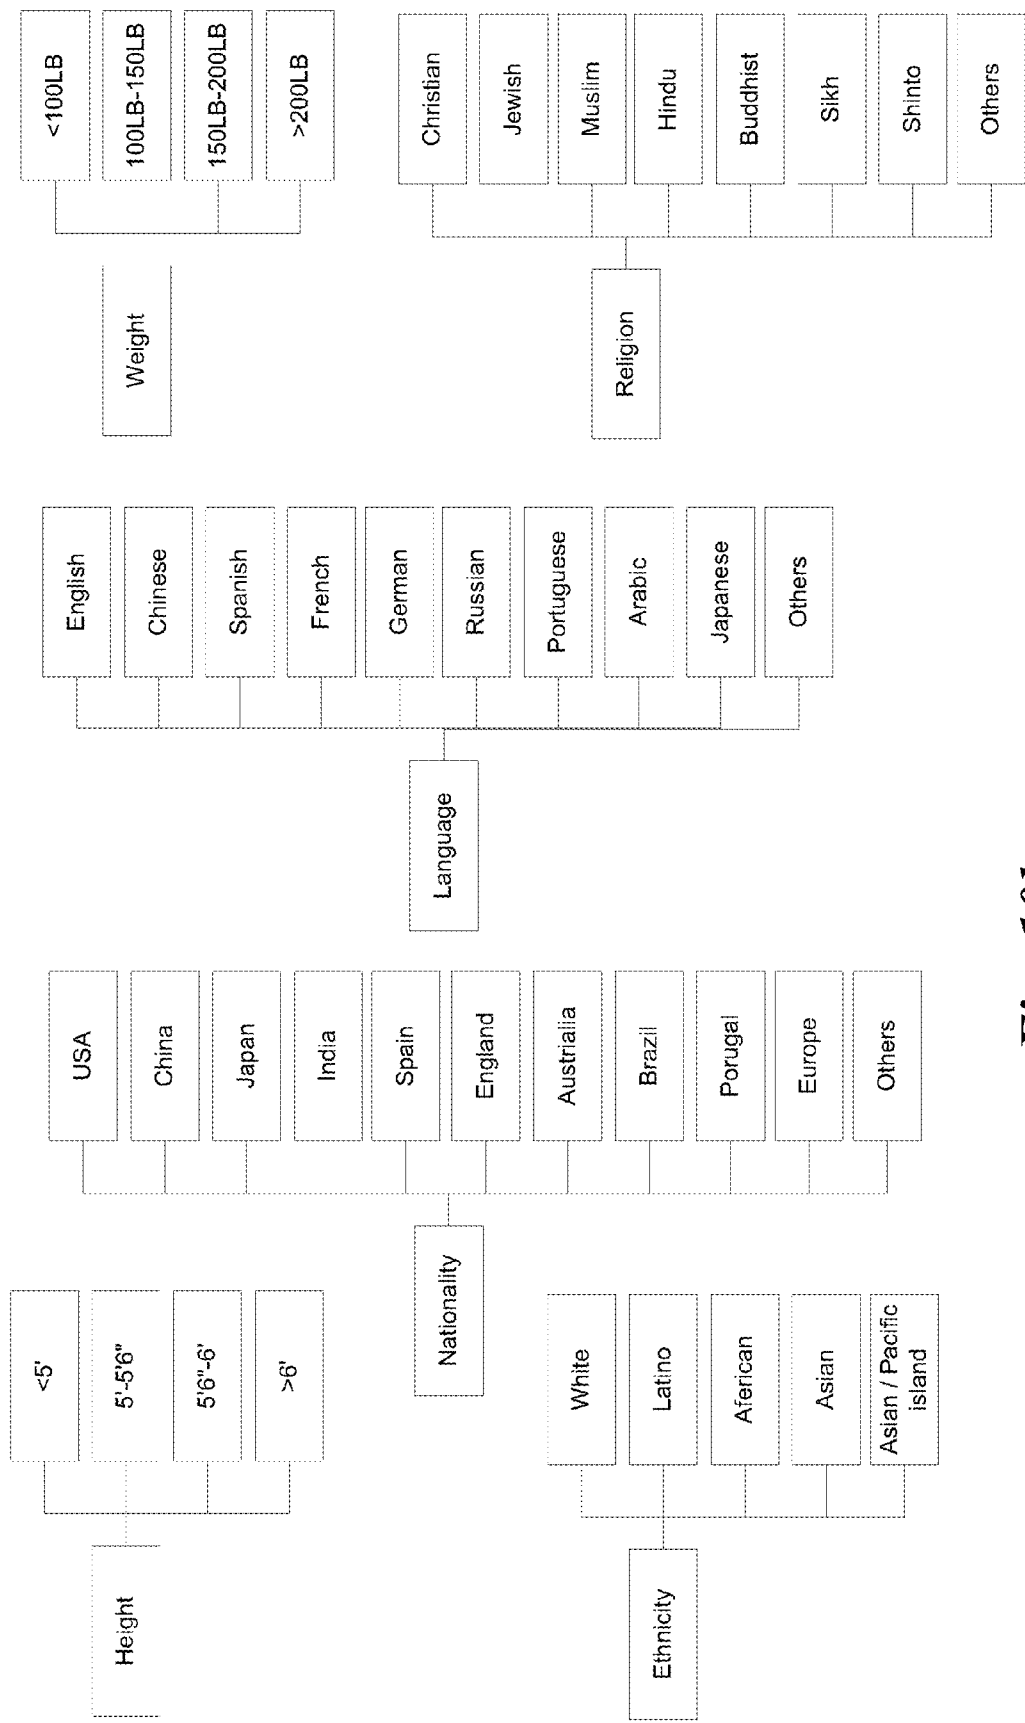 Height
<5'
5'-5'6"
5'6"-6'
>6'
Ethnicity
White
Latino
Aferican
Asian
Asian / Pacific
island
Nationality
USA
China
Japan
India
Spain
England
Austrialia
Brazil
Porugal
Europe
Others
Language
English
Chinese
Spanish
French
German
Russian
Portuguese
Arabic
Japanese
Others
Weight
<100LB
100LB-150LB
150LB-200LB
>200LB
Religion
Christian
Jewish
Muslim
Hindu
Buddhist
Sikh
Shinto
Others